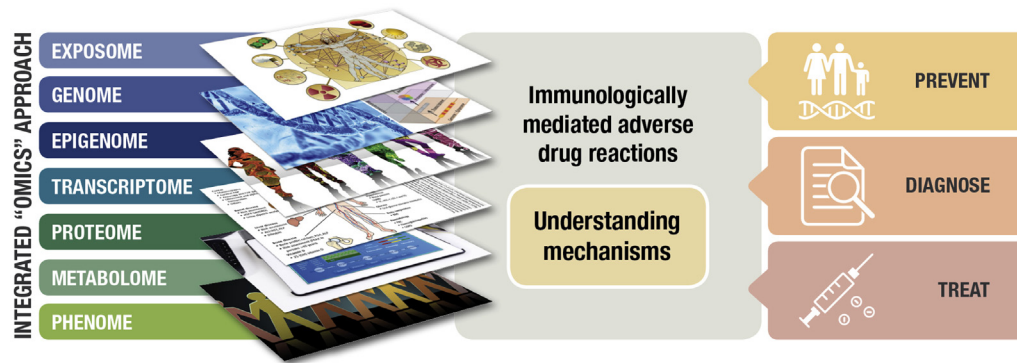 INTEGRATED “OMICS” APPROACH
EXPOSOME
GENOME
EPIGENOME
TRANSCRIPTOME
PROTEOME
METABOLOME
PHENOME
Immunologically
mediated adverse
drug reactions
Understanding
mechanisms
PREVENT
DIAGNOSE
TREAT